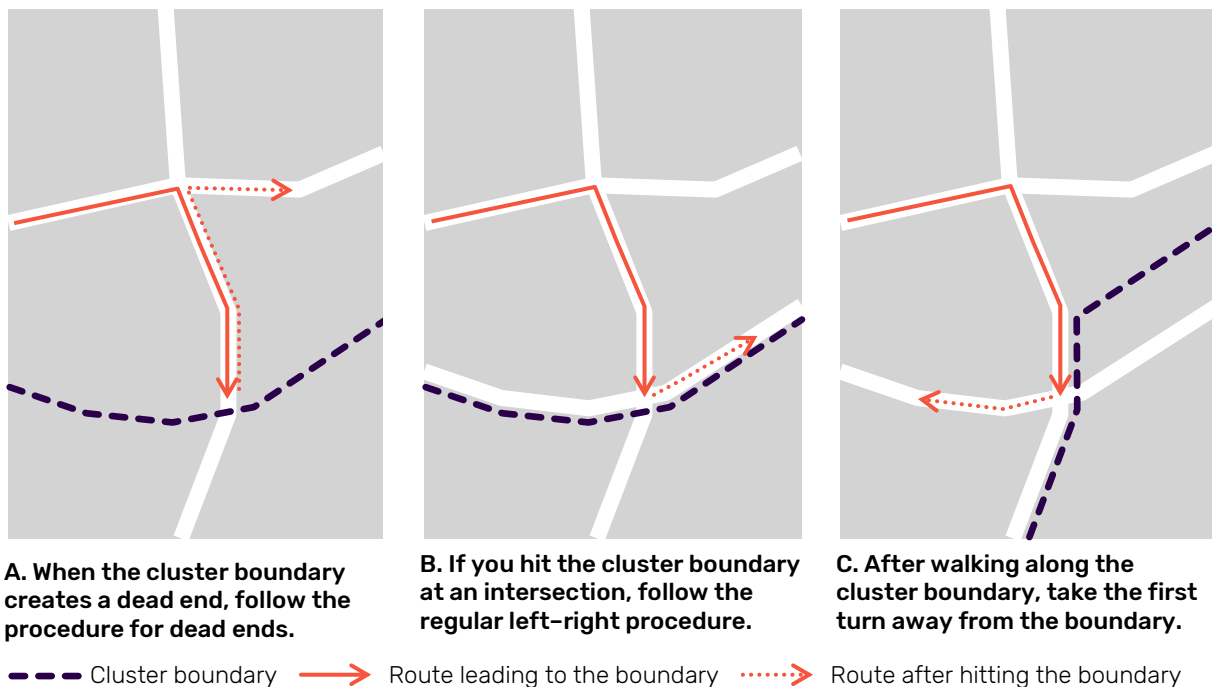 A. When the cluster boundary
creates a dead end, follow the
procedure for dead ends.
B. If you hit the cluster boundary
at an intersection, follow the
regular left–right procedure.
C. After walking along the
cluster boundary, take the first
turn away from the boundary.
Cluster boundary
Route leading to the boundary
Route after hitting the boundary